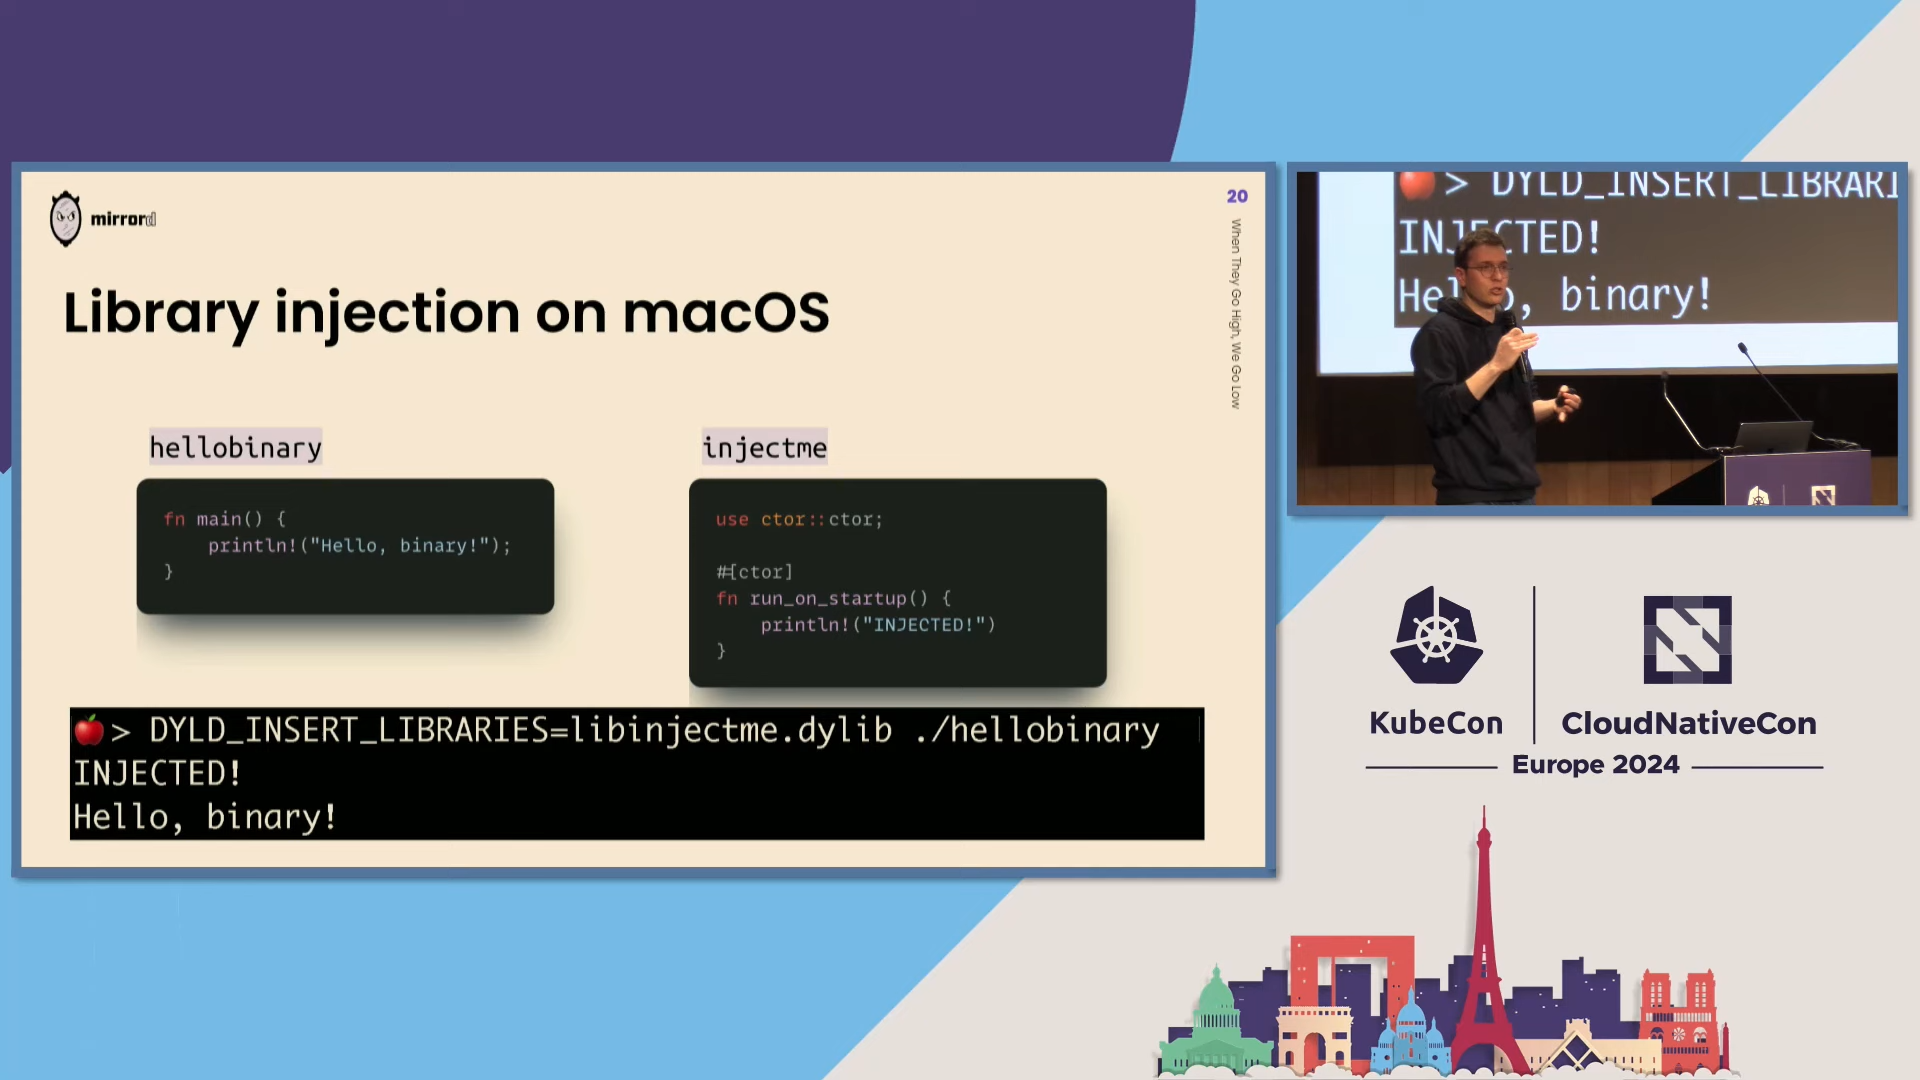 mirrord
20
When They Go High, We Go Low
Library injection on macOS
hellobinary
fn main() {
    println!("Hello, binary!");
}
injectme
use ctor::ctor;
#[ctor]
fn run_on_startup() {
    println!("INJECTED!")
}
> DYLD_INSERT_LIBRARIES=libinjectme.dylib ./hellobinary
INJECTED!
Hello, binary!
> DYLD_INSERT_LIBRARI
INJECTED!
Hello, binary!
KubeCon
CloudNativeCon
Europe 2024